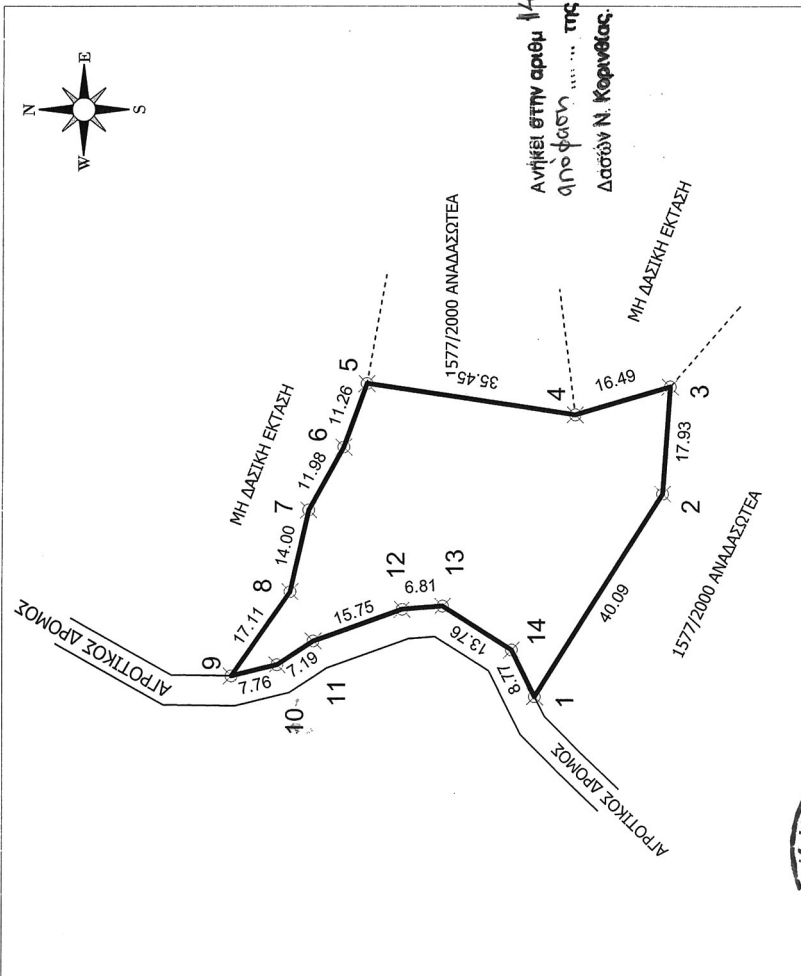 N
W
E
S
Ανήκει στην αριθμ
απόφαση ........ της
Δασών Ν. Κορινθίας.
ΑΓΡΟΤΙΚΟΣ ΔΡΟΜΟΣ
ΑΓΡΟΤΙΚΟΣ ΔΡΟΜΟΣ
ΜΗ ΔΑΣΙΚΗ ΕΚΤΑΣΗ
1577/2000 ΑΝΑΔΑΣΩΤΕΑ
ΜΗ ΔΑΣΙΚΗ ΕΚΤΑΣΗ
9
17.11
8
14.00
7
11.98
6
11.26
5
35.45
4
16.49
3
17.93
2
40.09
1
8.77
14
13.76
13
6.81
12
15.75
11
7.19
10
7.76
1577/2000 ΑΝΑΔΑΣΩΤΕΑ
ΑΓΡΟΤΙΚΟΣ ΔΡΟΜΟΣ